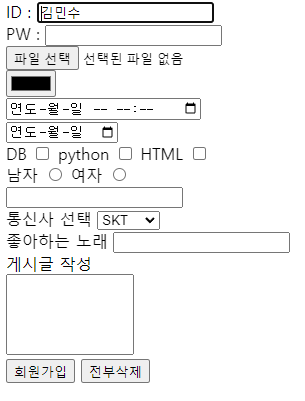 ID : 김민수
PW :
파일 선택 선택된 파일 없음
연도-월-일 -- --:--
연도-월-일
DB python HTML
남자 여자
통신사 선택 SKT
좋아하는 노래
게시글 작성
회원가입 전부삭제